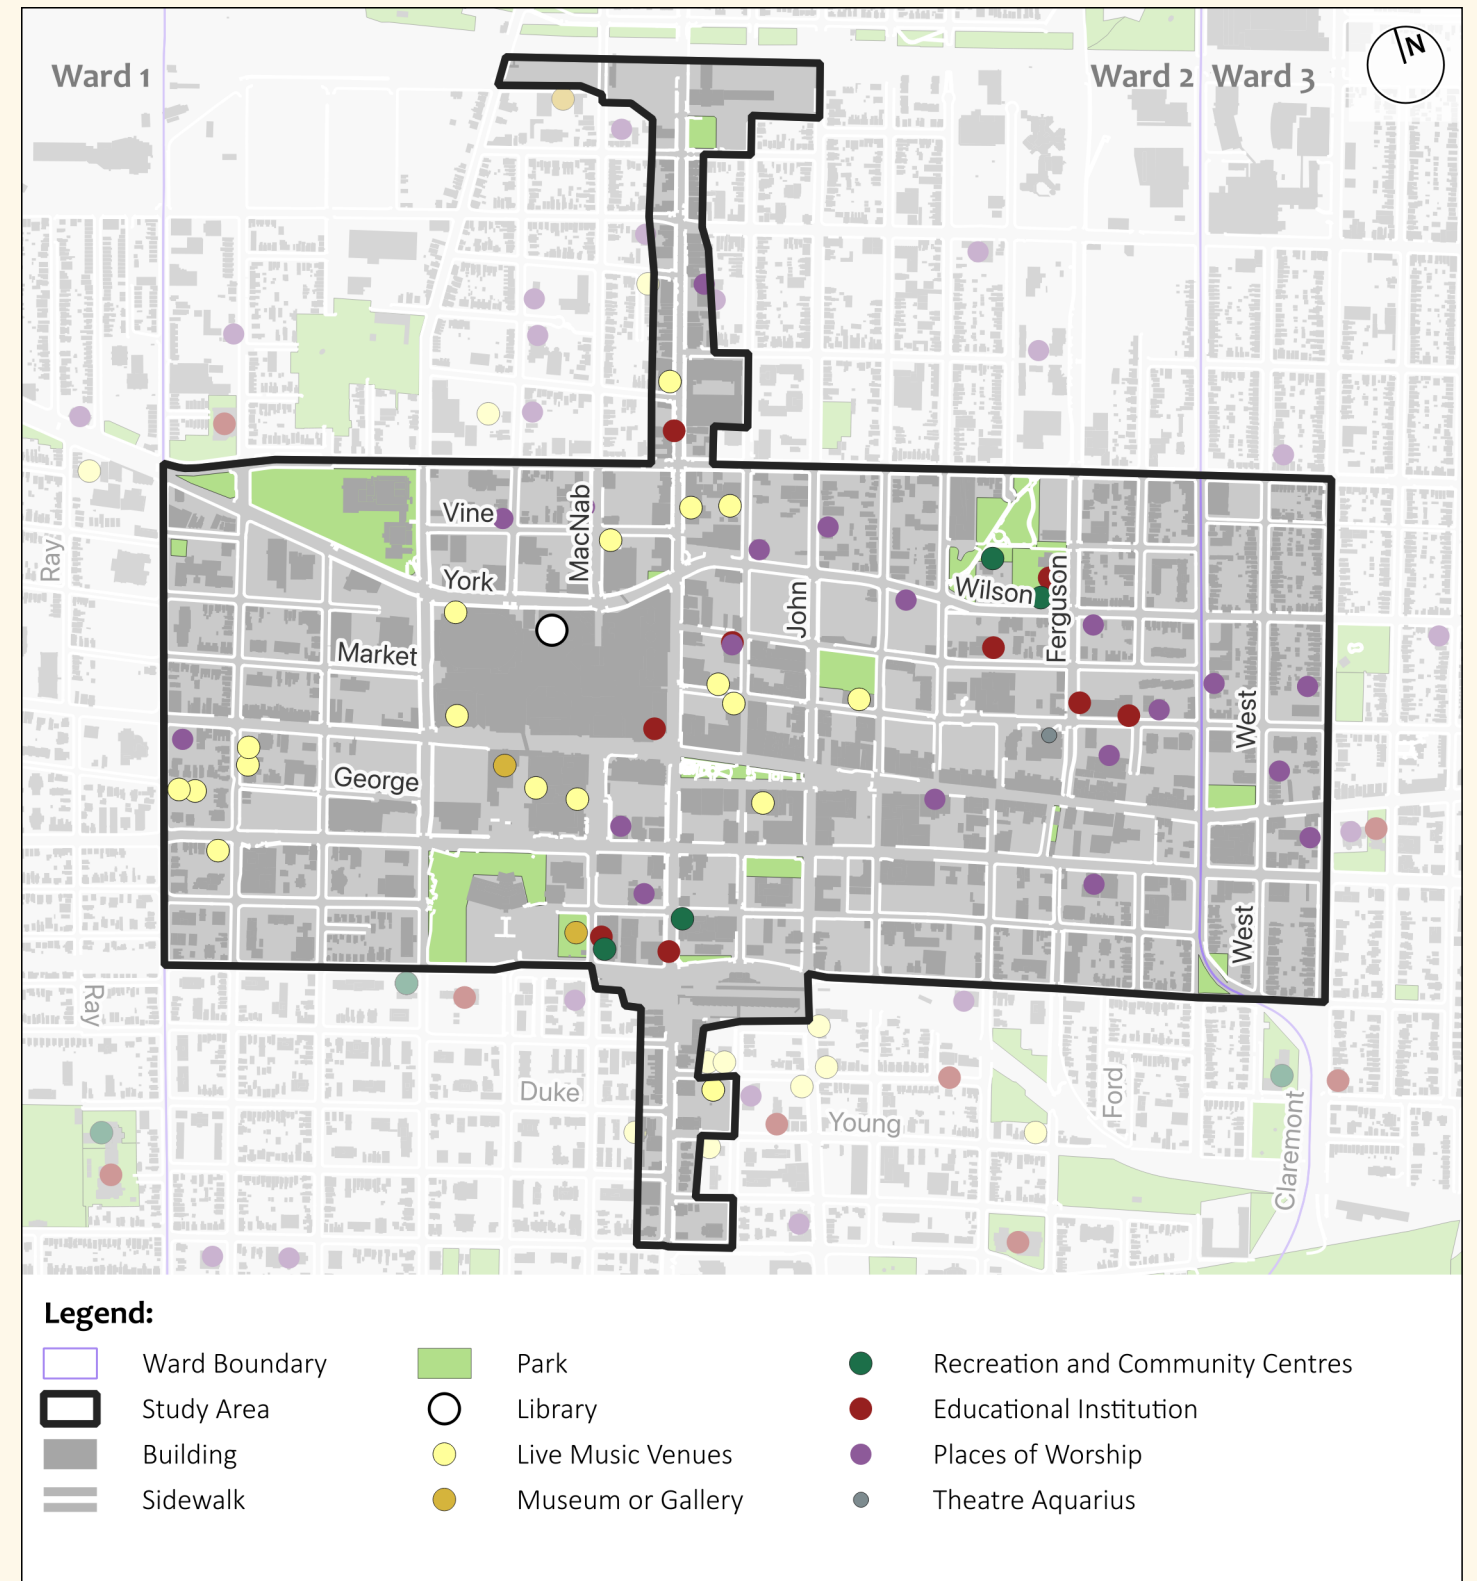 Ward 1
Ward 2
Ward 3
N
Vine
MacNab
Ray
York
John
Wilson
Ferguson
Market
West
George
West
Ray
Duke
Young
Ford
Claremont
Legend:
Ward Boundary
Park
Recreation and Community Centres
Study Area
Library
Educational Institution
Building
Live Music Venues
Places of Worship
Sidewalk
Museum or Gallery
Theatre Aquarius